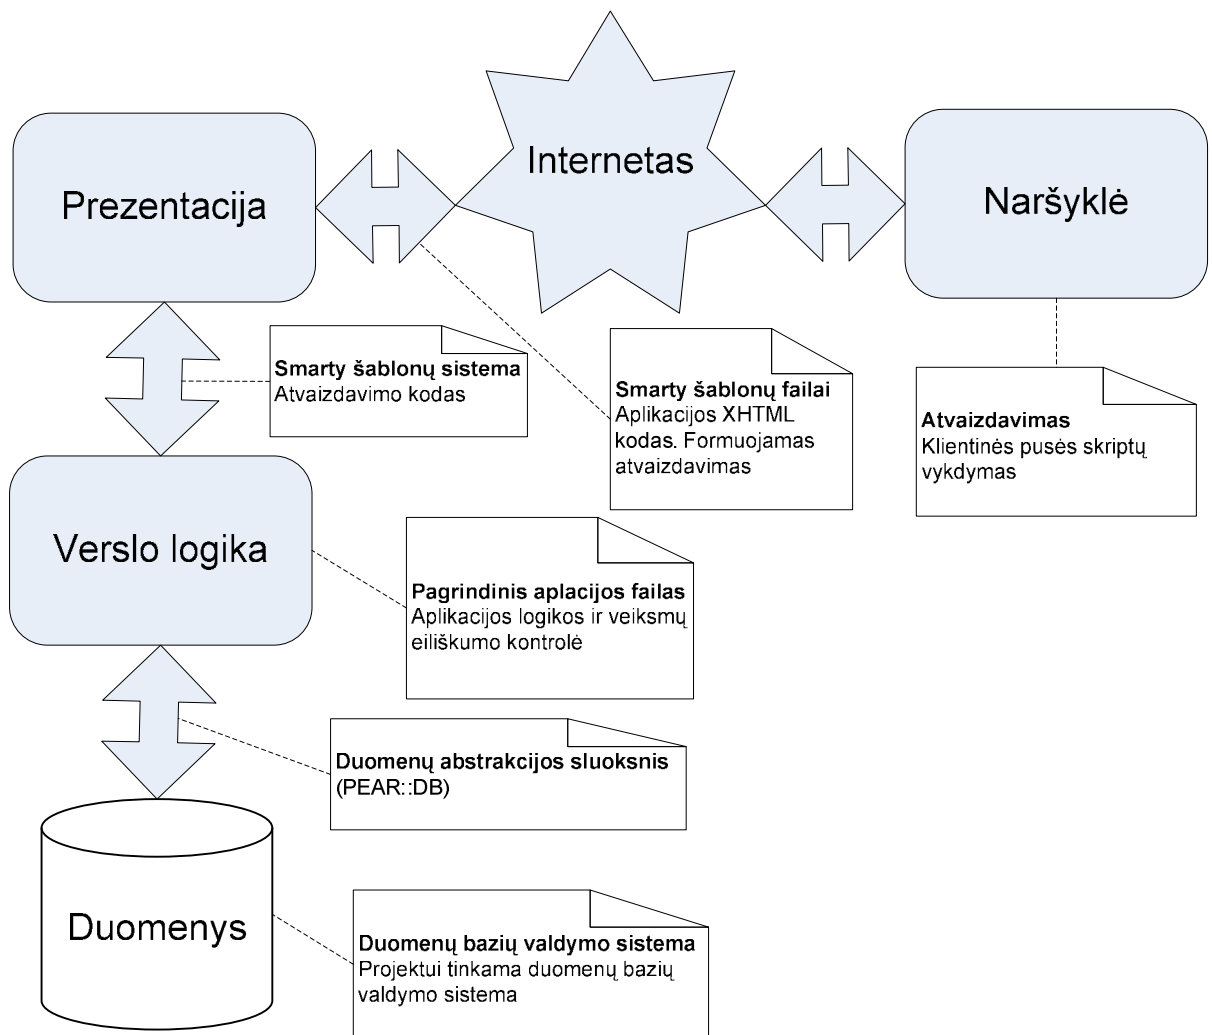 Internetas
Prezentacija
Naršyklė
Smarty šablonų sistema
Atvaizdavimo kodas
Smarty šablonų failai
Aplikacijos XHTML
kodas. Formuojamas
atvaizdavimas
Atvaizdavimas
Klientinės pusės skriptų
vykdymas
Verslo logika
Pagrindinis aplacijos failas
Aplikacijos logikos ir veiksmų
eiliškumo kontrolė
Duomenų abstrakcijos sluoksnis
(PEAR::DB)
Duomenys
Duomenų bazių valdymo sistema
Projektui tinkama duomenų bazių
valdymo sistema